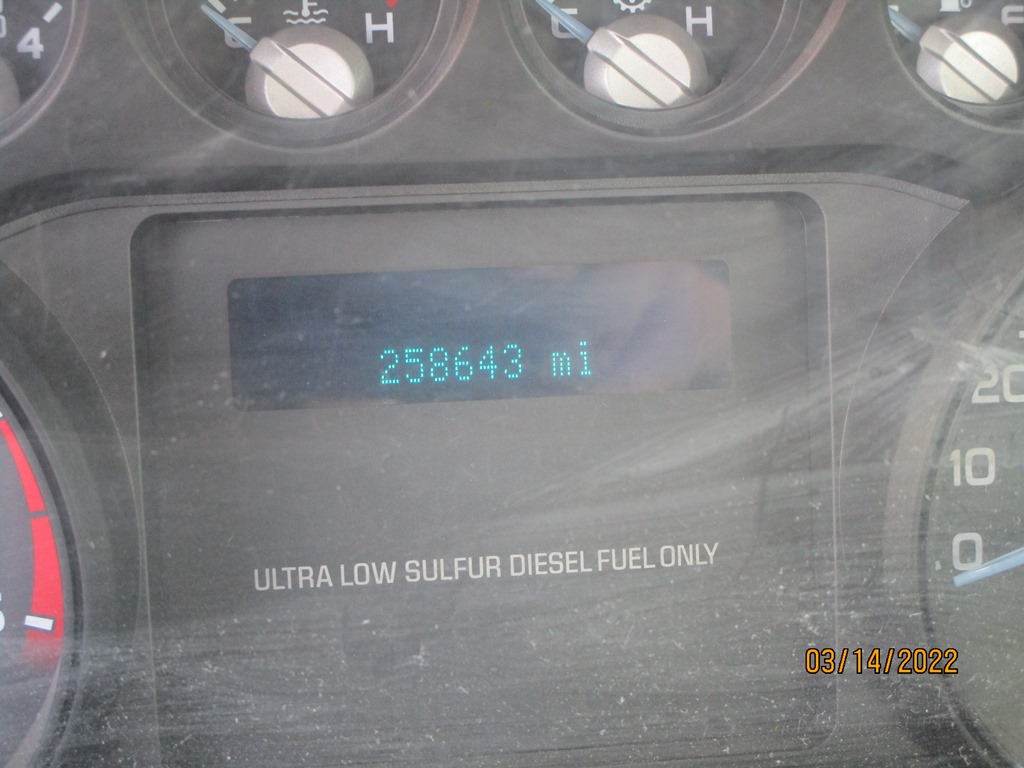 4
C H
C H
258643 mi
20
10
0
ULTRA LOW SULFUR DIESEL FUEL ONLY
03/14/2022